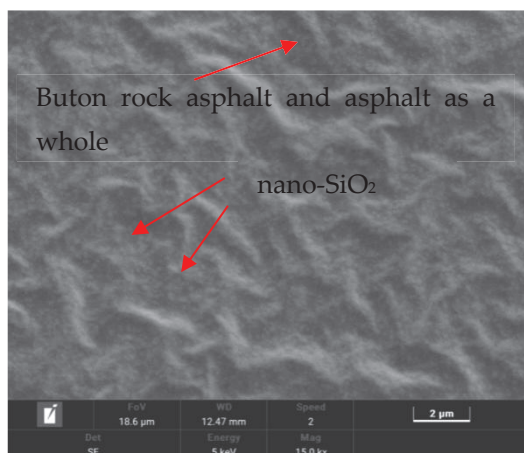 Buton rock asphalt and asphalt as a
whole
nano-SiO₂
FoV WD Speed
18.6 µm 12.47 mm 2
2 µm
Det Energy Mag
SE 5 keV 15.0 kx